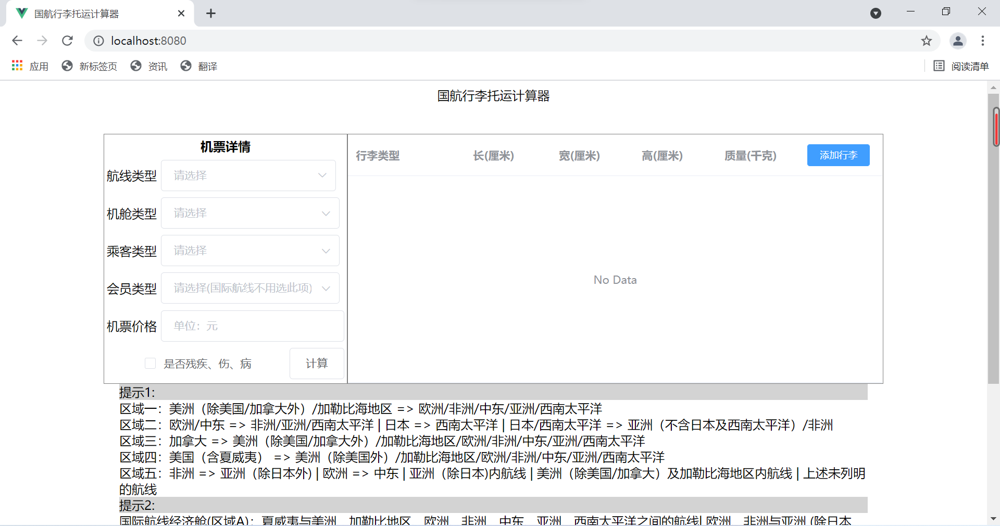 国航行李托运计算器
localhost:8080
应用 新标签页 资讯 翻译 阅读清单
国航行李托运计算器
机票详情
行李类型 长(厘米) 宽(厘米) 高(厘米) 质量(千克) 添加行李
航线类型 请选择
机舱类型 请选择
乘客类型 请选择
会员类型 请选择(国际航线不用选此项)
No Data
机票价格 单位：元
是否残疾、伤、病 计算
提示1:
区域一：美洲（除美国/加拿大外）/加勒比海地区 => 欧洲/非洲/中东/亚洲/西南太平洋
区域二：欧洲/中东 => 非洲/亚洲/西南太平洋 | 日本 => 西南太平洋 | 日本/西南太平洋 => 亚洲（不含日本及西南太平洋）/非洲
区域三：加拿大 => 美洲（除美国/加拿大外）/加勒比海地区/欧洲/非洲/中东/亚洲/西南太平洋
区域四：美国（含夏威夷） => 美洲（除美国外）/加勒比海地区/欧洲/非洲/中东/亚洲/西南太平洋
区域五：非洲 => 亚洲（除日本外) | 欧洲 => 中东 | 亚洲（除日本)内航线 | 美洲（除美国/加拿大）及加勒比海地区内航线 | 上述未列明
的航线
提示2:
国际航线经济舱(区域A)：夏威夷与美洲、加勒比地区、欧洲、非洲、中东、亚洲、西南太平洋之间的航线| 欧洲、非洲与亚洲 (除日本